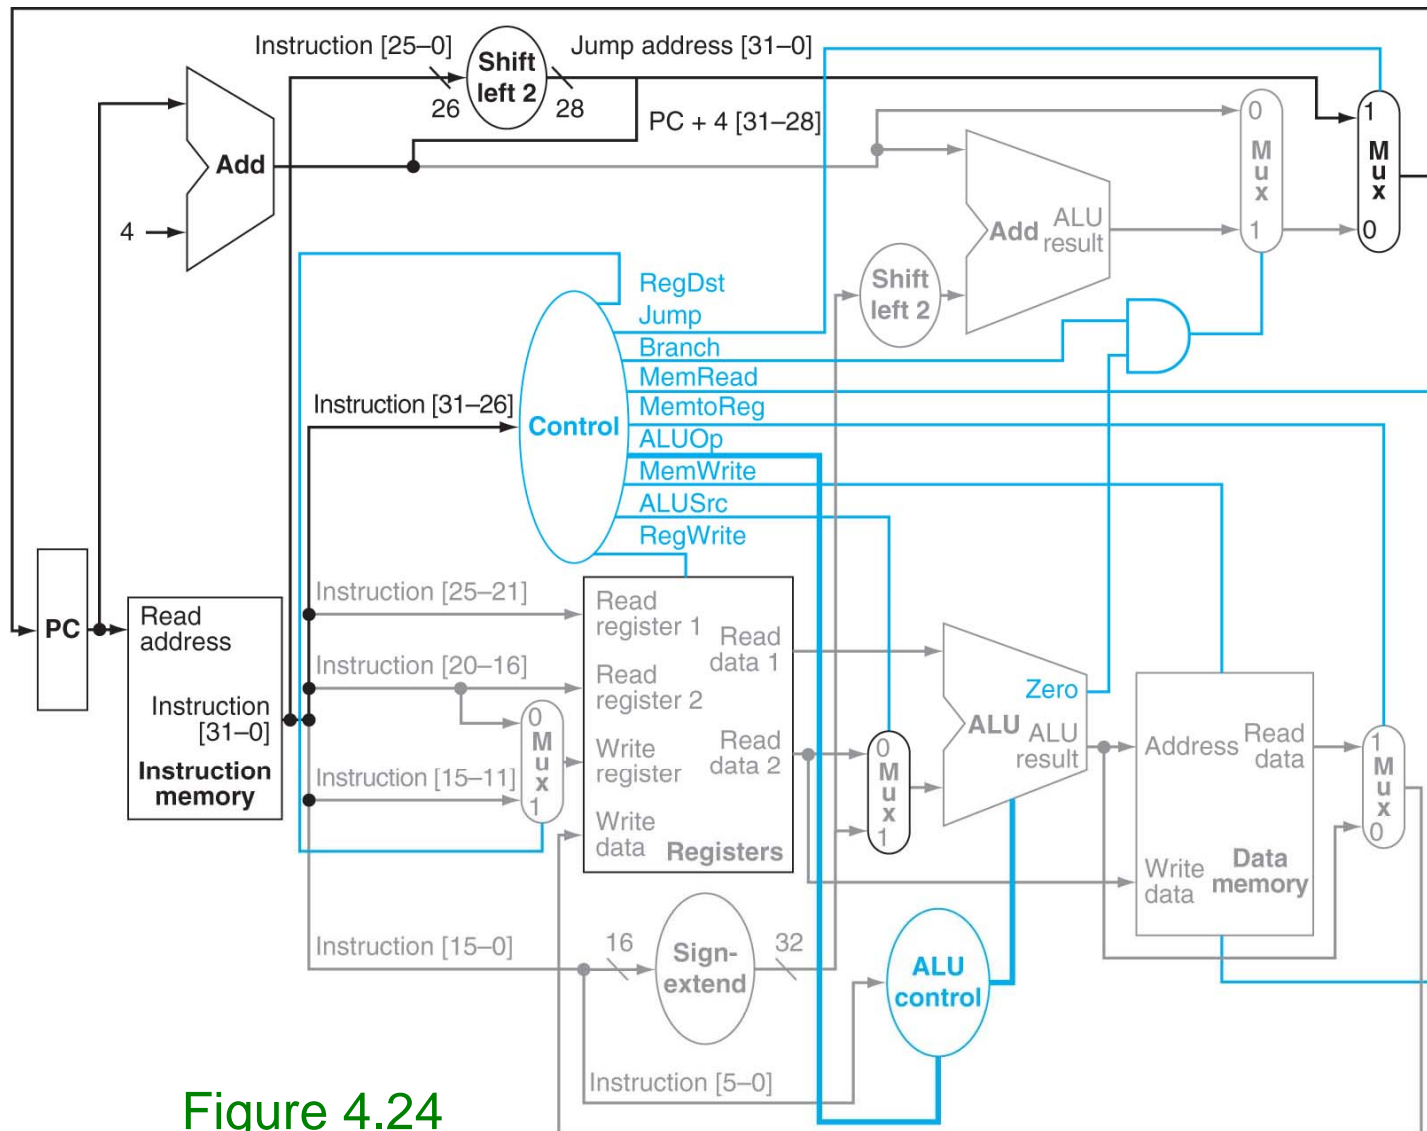 Instruction [25–0]
Shift
left 2
Jump address [31–0]
26
28
PC + 4 [31–28]
Add
4
0
M
u
x
1
1
M
u
x
0
Add
ALU
result
Shift
left 2
RegDst
Jump
Branch
MemRead
MemtoReg
ALUOp
MemWrite
ALUSrc
RegWrite
Instruction [31–26]
Control
PC
Read
address
Instruction
[31–0]
Instruction
memory
Instruction [25–21]
Instruction [20–16]
Instruction [15–11]
0
M
u
x
1
Read
register 1
Read
register 2
Write
register
Write
data
Read
data 1
Read
data 2
Registers
0
M
u
x
1
Zero
ALU
ALU
result
Address
Read
data
Write
data
Data
memory
1
M
u
x
0
Instruction [15–0]
16
Sign-
extend
32
ALU
control
Instruction [5–0]
Figure 4.24